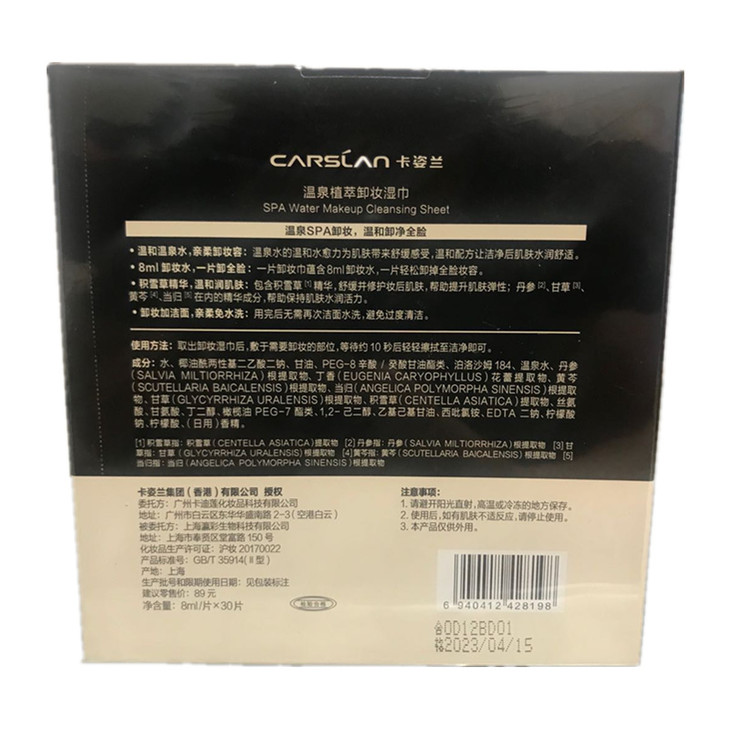 CARSLAN 卡姿兰
温泉植萃卸妆湿巾
SPA Water Makeup Cleansing Sheet
温泉SPA卸妆，温和卸净全脸
• 温和温泉水，亲柔卸妆容：温泉水的温和水愈力为肌肤带来舒缓感受，温和配方让洁净后肌肤水润舒适。
• 8ml 卸妆水，一片卸全脸：一片卸妆巾蕴含8ml卸妆水，一片轻松卸掉全脸妆容。
• 积雪草精华，温和润肌肤：包含积雪草[1]精华，舒缓并修护妆后肌肤，帮助提升肌肤弹性；丹参[2]、甘草[3]、
黄芩[4]、当归[5]在内的精华成分，帮助保持肌肤水润活力。
• 卸妆加洁面，亲柔免水洗：用完后无需再次洁面水洗，避免过度清洁。
使用方法：取出卸妆湿巾后，敷于需要卸妆的部位，等待约10秒后轻轻擦拭至洁净即可。
成分：水、椰油酰两性基二乙酸二钠、甘油、PEG-8 辛酸 / 癸酸甘油酯类、泊洛沙姆 184、温泉水、丹参
(SALVIA MILTIORRHIZA) 根提取物、丁香 (EUGENIA CARYOPHYLLUS) 花蕾提取物、黄芩
(SCUTELLARIA BAICALENSIS) 根提取物、当归 (ANGELICA POLYMORPHA SINENSIS) 根提取
物、甘草 (GLYCYRRHIZA URALENSIS) 根提取物、积雪草 (CENTELLA ASIATICA) 提取物、丝氨
酸、甘氨酸、丁二醇、橄榄油 PEG-7 酯类、1,2-己二醇、乙基己基甘油、西吡氯铵、EDTA 二钠、柠檬酸
钠、柠檬酸、(日用) 香精。
[1] 积雪草指：积雪草 (CENTELLA ASIATICA) 提取物 [2] 丹参指：丹参 (SALVIA MILTIORRHIZA) 根提取物 [3] 甘
草指：甘草 (GLYCYRRHIZA URALENSIS) 根提取物 [4] 黄芩指：黄芩 (SCUTELLARIA BAICALENSIS) 根提取物 [5]
当归指：当归 (ANGELICA POLYMORPHA SINENSIS) 根提取物
卡姿兰集团（香港）有限公司 授权
委托方：广州卡迪莲化妆品科技有限公司
地址：广州市白云区东华华盛南路 2-3（空港白云）
被委托方：上海瀛彩生物科技有限公司
地址：上海市奉贤区堂富路 150 号
化妆品生产许可证：沪妆 20170022
产品标准号：GB/T 35914(Ⅱ型)
产地：上海
生产批号和限期使用日期：见包装标注
建议零售价：89 元
净含量：8ml/片×30片
检验合格
注意事项：
1. 请避开阳光直射，高温或冷冻的地方保存。
2. 使用后，如有肌肤不适反应，请停止使用。
3. 本产品仅供外用。
6 940412 428198
合0D12BD01
格2023/04/15